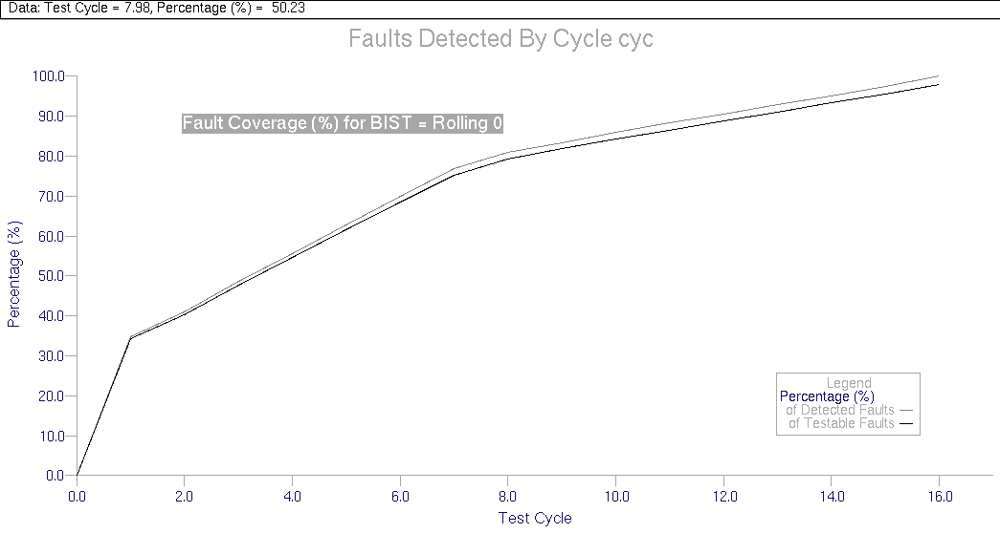 Data: Test Cycle = 7.98, Percentage (%) = 50.23
Faults Detected By Cycle cyc
Fault Coverage (%) for BIST = Rolling 0
Percentage (%)
100.0
90.0
80.0
70.0
60.0
50.0
40.0
30.0
20.0
10.0
0.0
Legend
Percentage (%)
of Detected Faults
of Testable Faults
0.0 2.0 4.0 6.0 8.0 10.0 12.0 14.0 16.0
Test Cycle